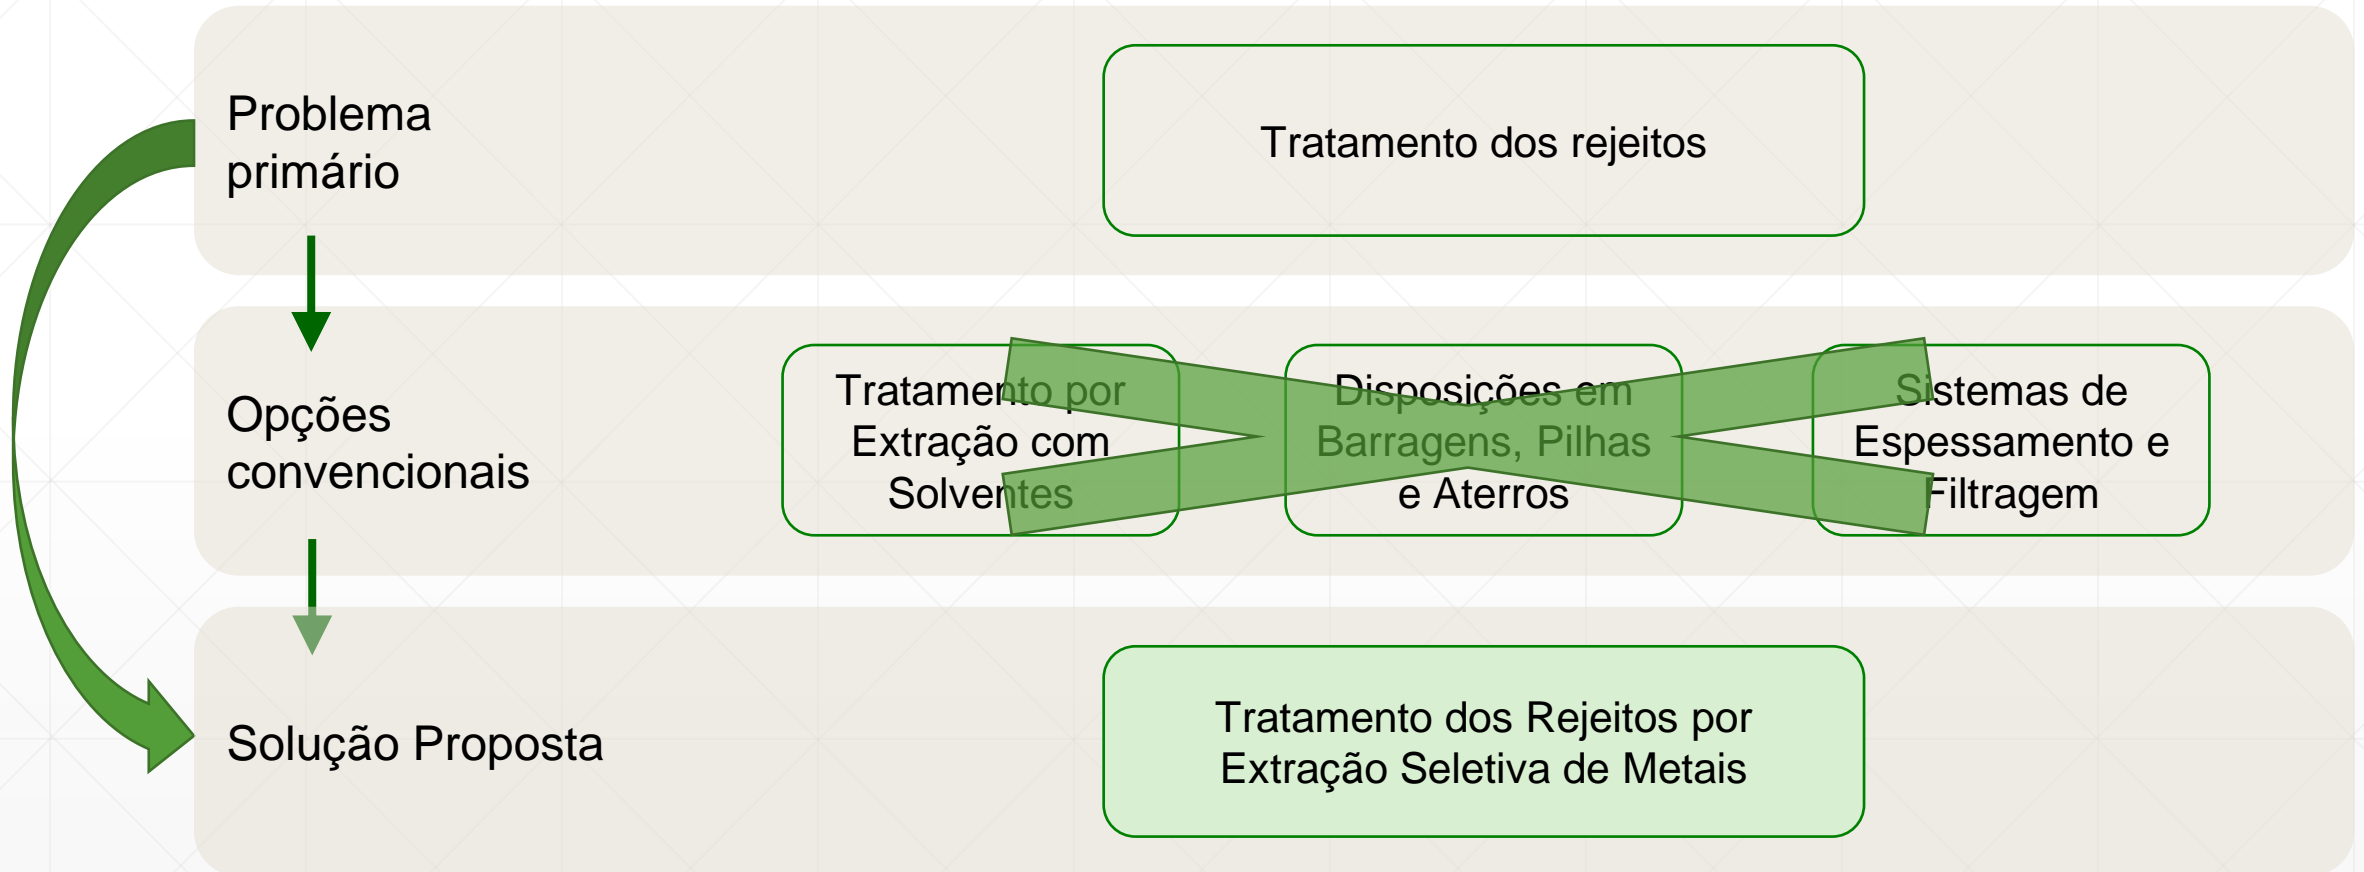 Problema
primário
Tratamento dos rejeitos
Opções
convencionais
Tratamento por
Extração com
Solventes
Disposições em
Barragens, Pilhas
e Aterros
Sistemas de
Espessamento e
Filtragem
Solução Proposta
Tratamento dos Rejeitos por
Extração Seletiva de Metais